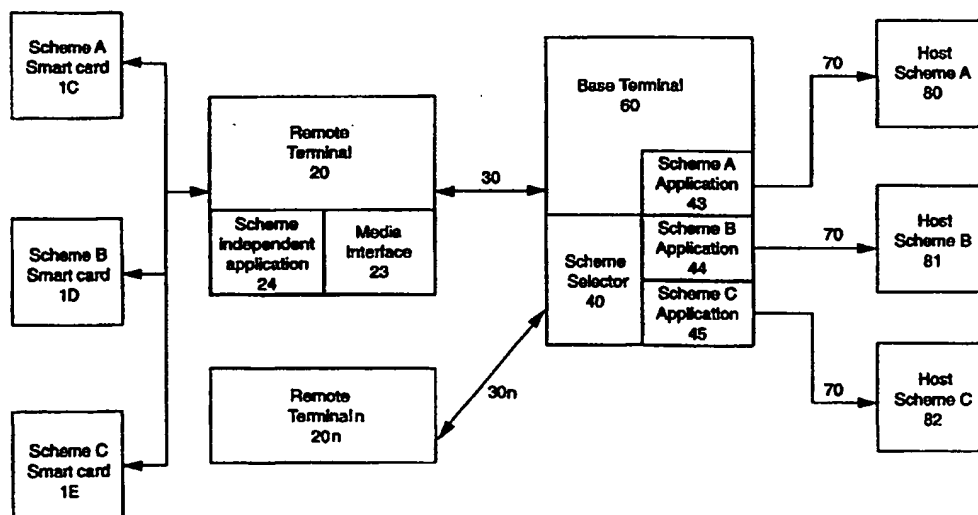 Scheme A
Smart card
1C
Scheme B
Smart card
1D
Scheme C
Smart card
1E
Remote
Terminal
20
Scheme
independent
application
24
Media
Interface
23
Remote
Terminal n
20n
30
30n
Base Terminal
60
Scheme
Selector
40
Scheme A
Application
43
Scheme B
Application
44
Scheme C
Application
45
70
70
70
Host
Scheme A
80
Host
Scheme B
81
Host
Scheme C
82